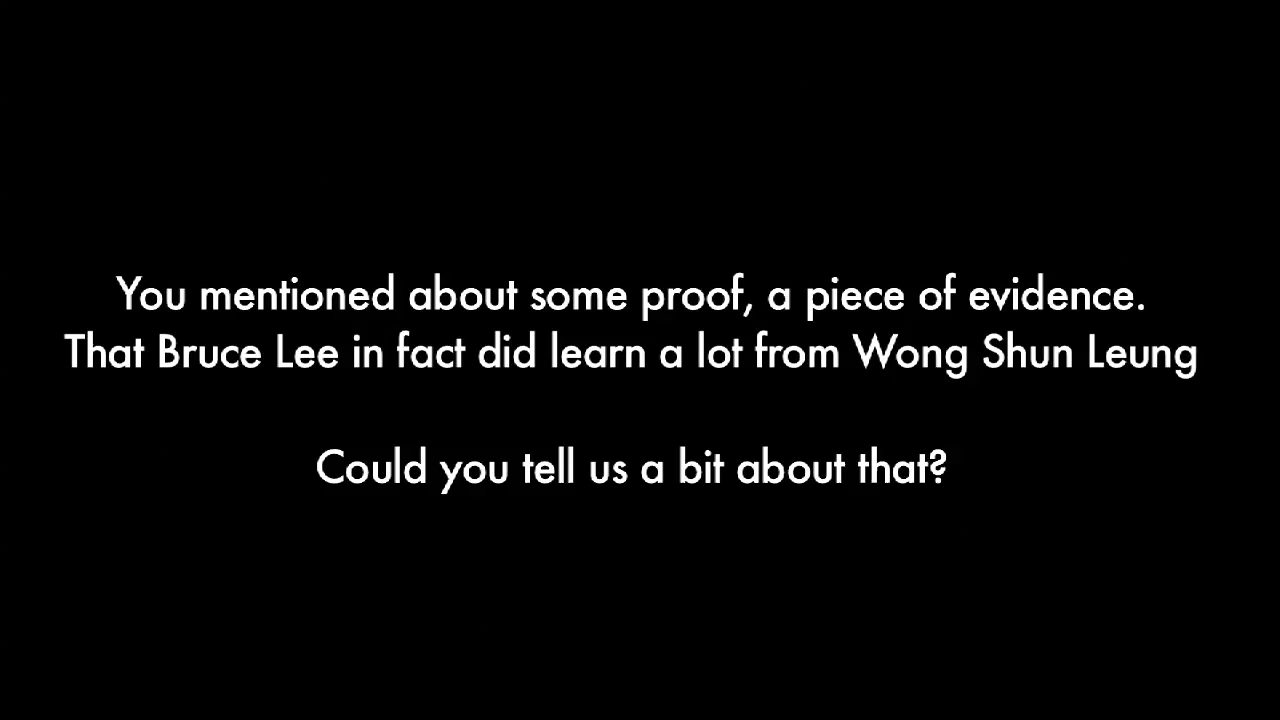 You mentioned about some proof, a piece of evidence.
That Bruce Lee in fact did learn a lot from Wong Shun Leung
Could you tell us a bit about that?